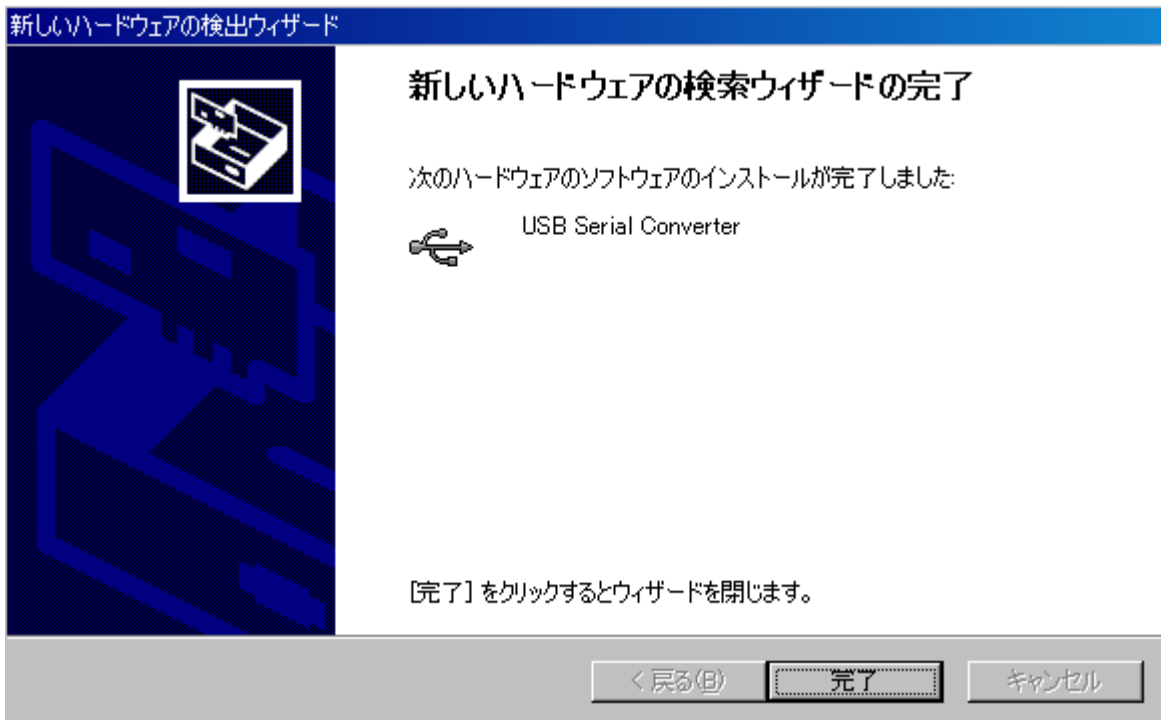 新しいハードウェアの検出ウィザード
新しいハードウェアの検索ウィザードの完了
次のハードウェアのソフトウェアのインストールが完了しました:
USB Serial Converter
[完了] をクリックするとウィザードを閉じます。
< 戻る(B)
完了
キャンセル